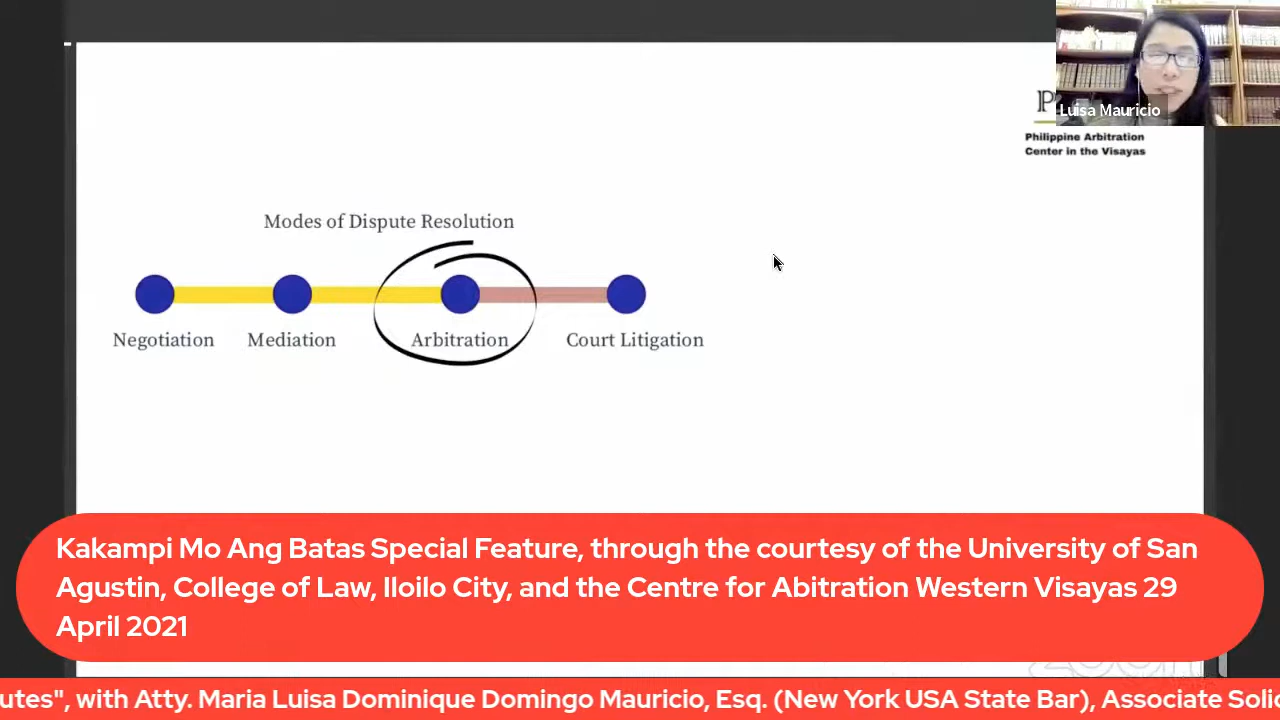 Luisa Mauricio
Philippine Arbitration
Center in the Visayas
Modes of Dispute Resolution
Negotiation
Mediation
Arbitration
Court Litigation
Kakampi Mo Ang Batas Special Feature, through the courtesy of the University of San
Agustin, College of Law, Iloilo City, and the Centre for Abitration Western Visayas 29
April 2021
zoom
utes", with Atty. Maria Luisa Dominique Domingo Mauricio, Esq. (New York USA State Bar), Associate Solic